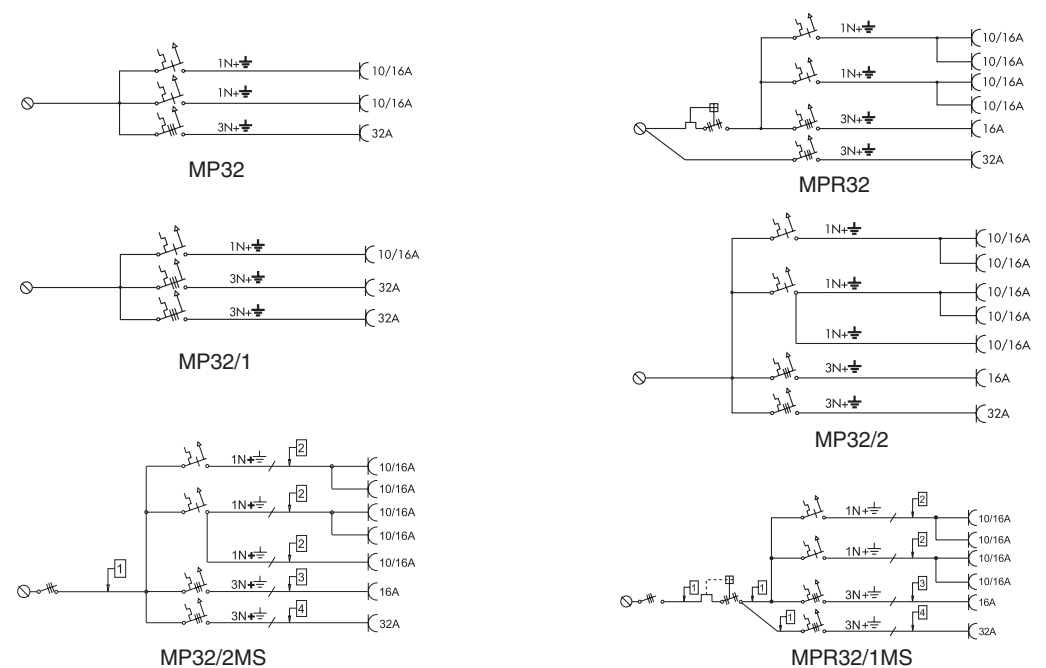 1N+⏚ 10/16A
1N+⏚ 10/16A
3N+⏚ 32A
MP32
1N+⏚ 10/16A
10/16A
1N+⏚ 10/16A
10/16A
3N+⏚ 16A
3N+⏚ 32A
MPR32
1N+⏚ 10/16A
3N+⏚ 32A
3N+⏚ 32A
MP32/1
1N+⏚ 10/16A
10/16A
1N+⏚ 10/16A
10/16A
1N+⏚ 10/16A
3N+⏚ 16A
3N+⏚ 32A
MP32/2
1N+⏚ 2 10/16A
10/16A
1N+⏚ 2 10/16A
10/16A
1N+⏚ 2 10/16A
1 3N+⏚ 3 16A
3N+⏚ 4 32A
MP32/2MS
1N+⏚ 2 10/16A
10/16A
1N+⏚ 2 10/16A
10/16A
1 1 3N+⏚ 3 16A
1 3N+⏚ 4 32A
MPR32/1MS